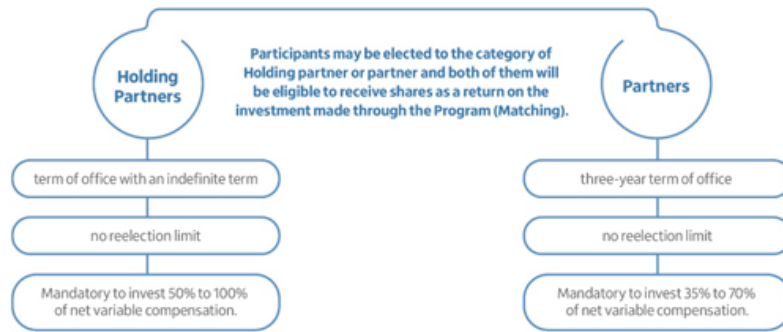 Holding
Partners
Participants may be elected to the category of
Holding partner or partner and both of them will
be eligible to receive shares as a return on the
investment made through the Program (Matching).
Partners
term of office with an indefinite term
three-year term of office
no reelection limit
no reelection limit
Mandatory to invest 50% to 100%
of net variable compensation.
Mandatory to invest 35% to 70%
of net variable compensation.